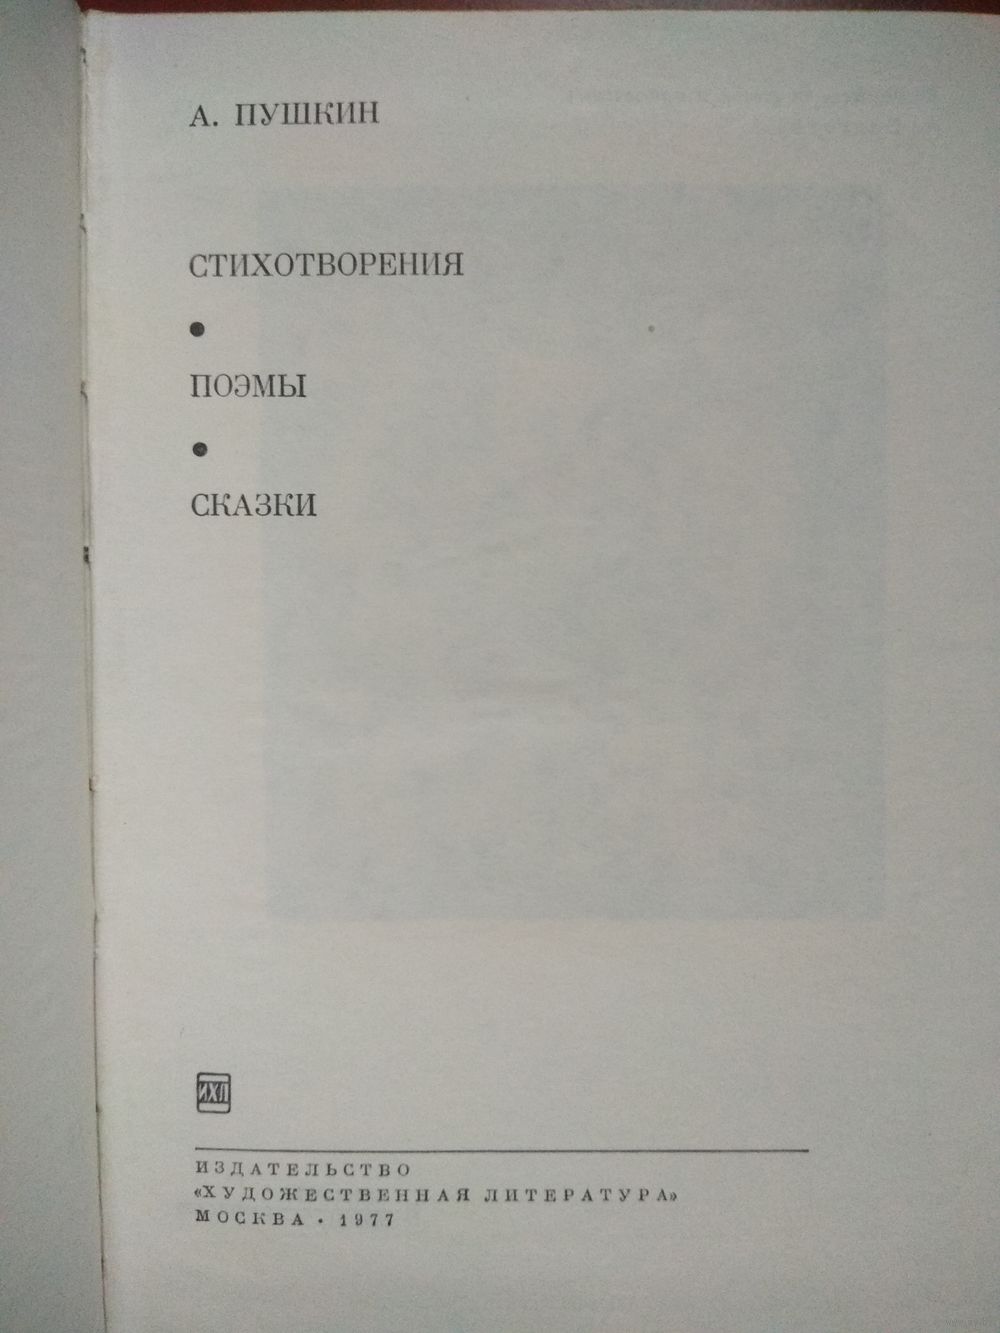 А. ПУШКИН
СТИХОТВОРЕНИЯ
•
ПОЭМЫ
•
СКАЗКИ
ИХЛ
ИЗДАТЕЛЬСТВО
«ХУДОЖЕСТВЕННАЯ ЛИТЕРАТУРА»
МОСКВА • 1977